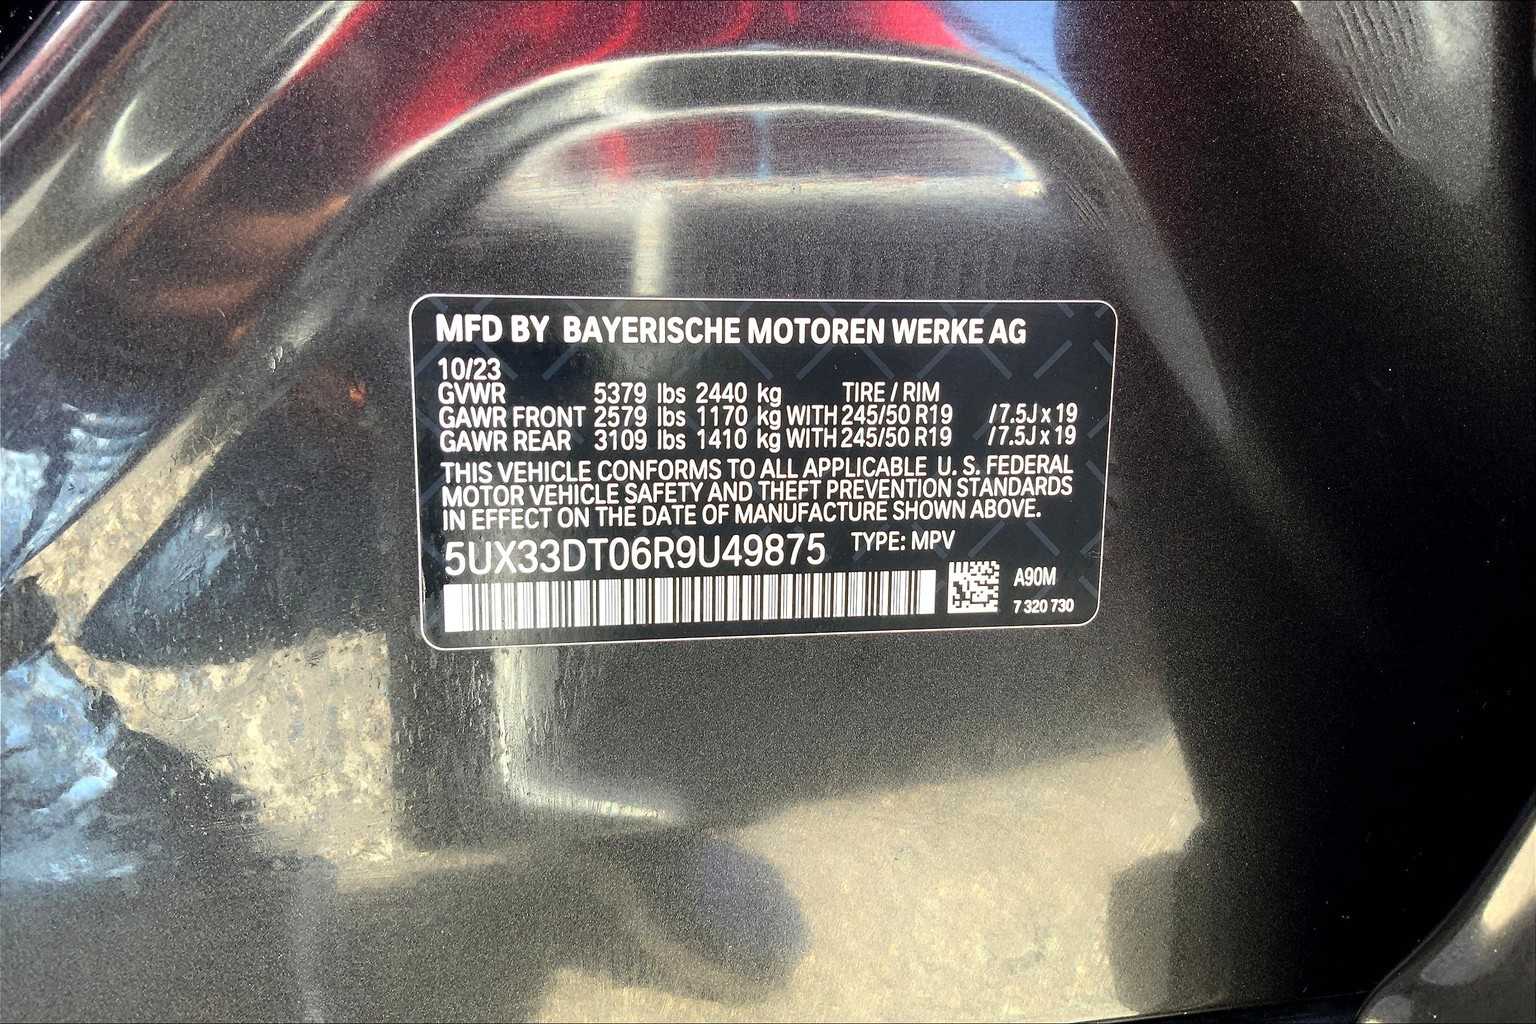 MFD BY BAYERISCHE MOTOREN WERKE AG
10/23
GVWR 5379 lbs 2440 kg TIRE / RIM
GAWR FRONT 2579 lbs 1170 kg WITH 245/50 R19 / 7.5J x 19
GAWR REAR 3109 lbs 1410 kg WITH 245/50 R19 / 7.5J x 19
THIS VEHICLE CONFORMS TO ALL APPLICABLE U. S. FEDERAL
MOTOR VEHICLE SAFETY AND THEFT PREVENTION STANDARDS
IN EFFECT ON THE DATE OF MANUFACTURE SHOWN ABOVE.
5UX33DT06R9U49875 TYPE: MPV
A90M
7 320 730